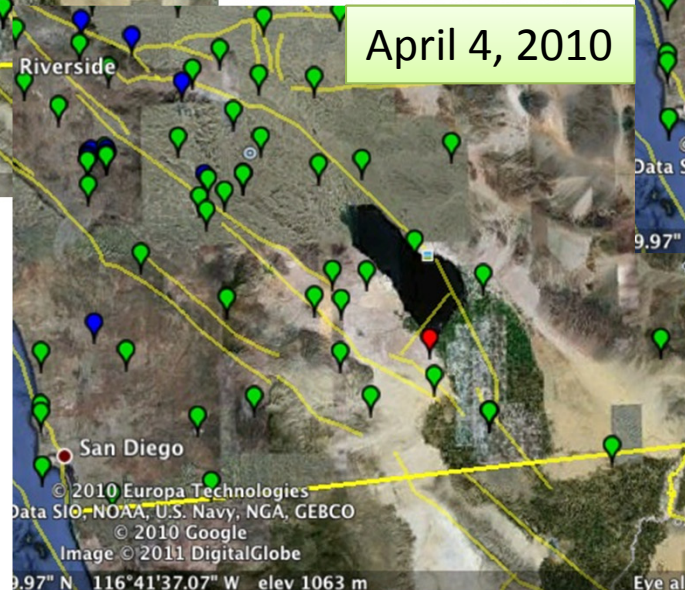 April 4, 2010
Riverside
Data S
9.97"
San Diego
© 2010 Europa Technologies
Data SIO, NOAA, U.S. Navy, NGA, GEBCO
© 2010 Google
Image © 2011 DigitalGlobe
9.97" N 116°41'37.07" W elev 1063 m Eye al